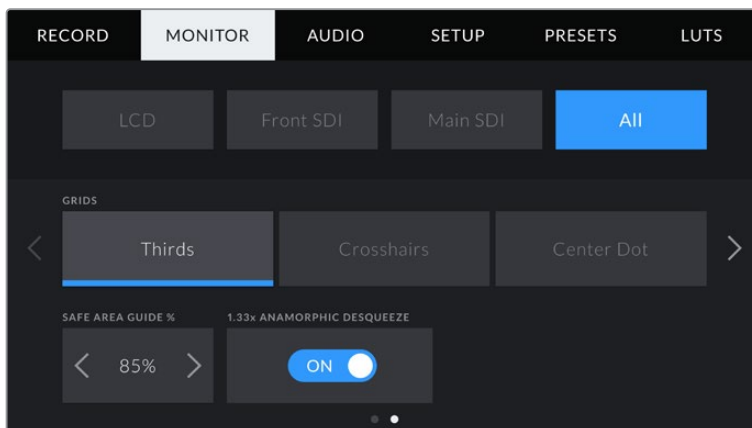 RECORD MONITOR AUDIO SETUP PRESETS LUTS
LCD Front SDI Main SDI All
GRIDS
Thirds Crosshairs Center Dot
SAFE AREA GUIDE % 1.33x ANAMORPHIC DESQUEEZE
85% ON